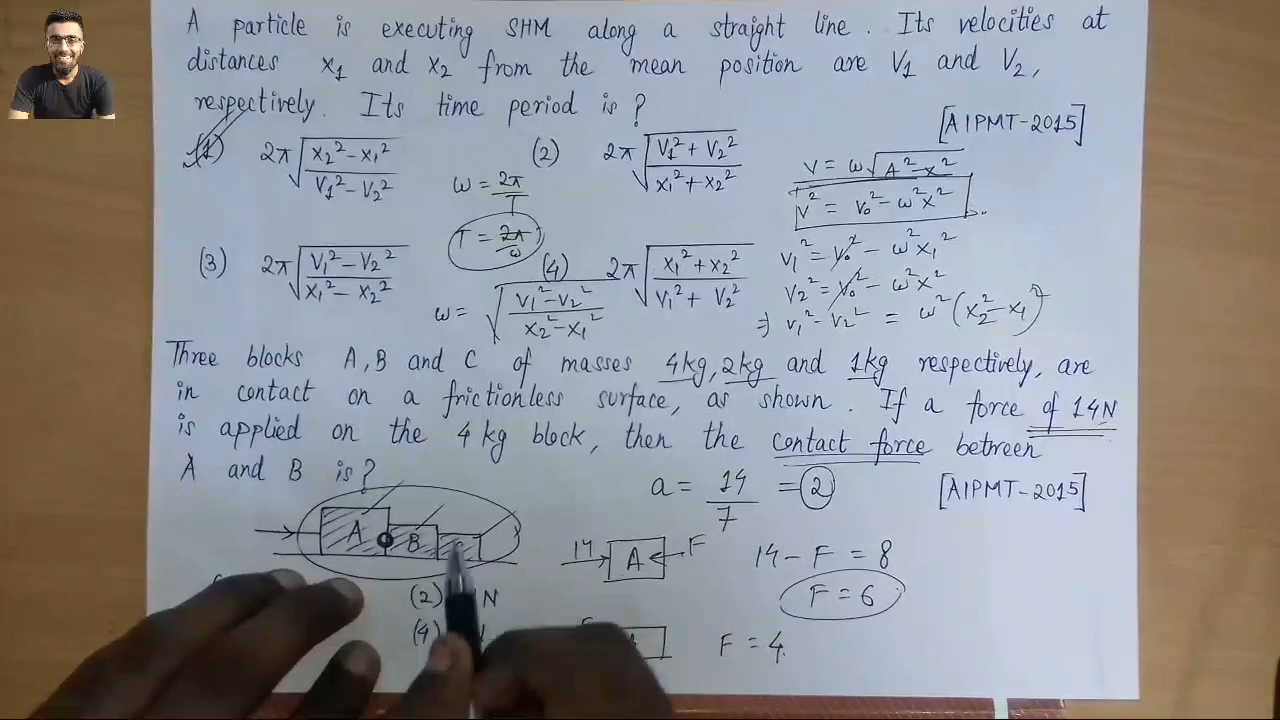 A particle is executing SHM along a straight line. Its velocities at
distances x₁ and x₂ from the mean position are V₁ and V₂,
respectively. Its time period is?
[AIPMT-2015]
(1) 2π√((x₂² - x₁²)/(V₁² - V₂²))
(2) 2π√((V₁² + V₂²)/(x₁² + x₂²))
ω = 2π/T
T = 2π/ω
v = ω√(A² - x²)
v² = v₀² - ω²x²
(3) 2π√((V₁² - V₂²)/(x₁² - x₂²))
(4) 2π√((x₁² + x₂²)/(V₁² + V₂²))
ω = √((v₁² - v₂²)/(x₂² - x₁²))
v₁² = v₀² - ω²x₁²
v₂² = v₀² - ω²x²
⇒ v₁² - v₂² = ω²(x₂² - x₁²)
Three blocks A, B and C of masses 4kg, 2kg and 1kg respectively, are
in contact on a frictionless surface, as shown. If a force of 14N
is applied on the 4 kg block, then the contact force between
A and B is?
[AIPMT-2015]
a = 14/7 = 2
A B
14 A F
14 - F = 8
F = 6
(2) N
(4)
F = 4